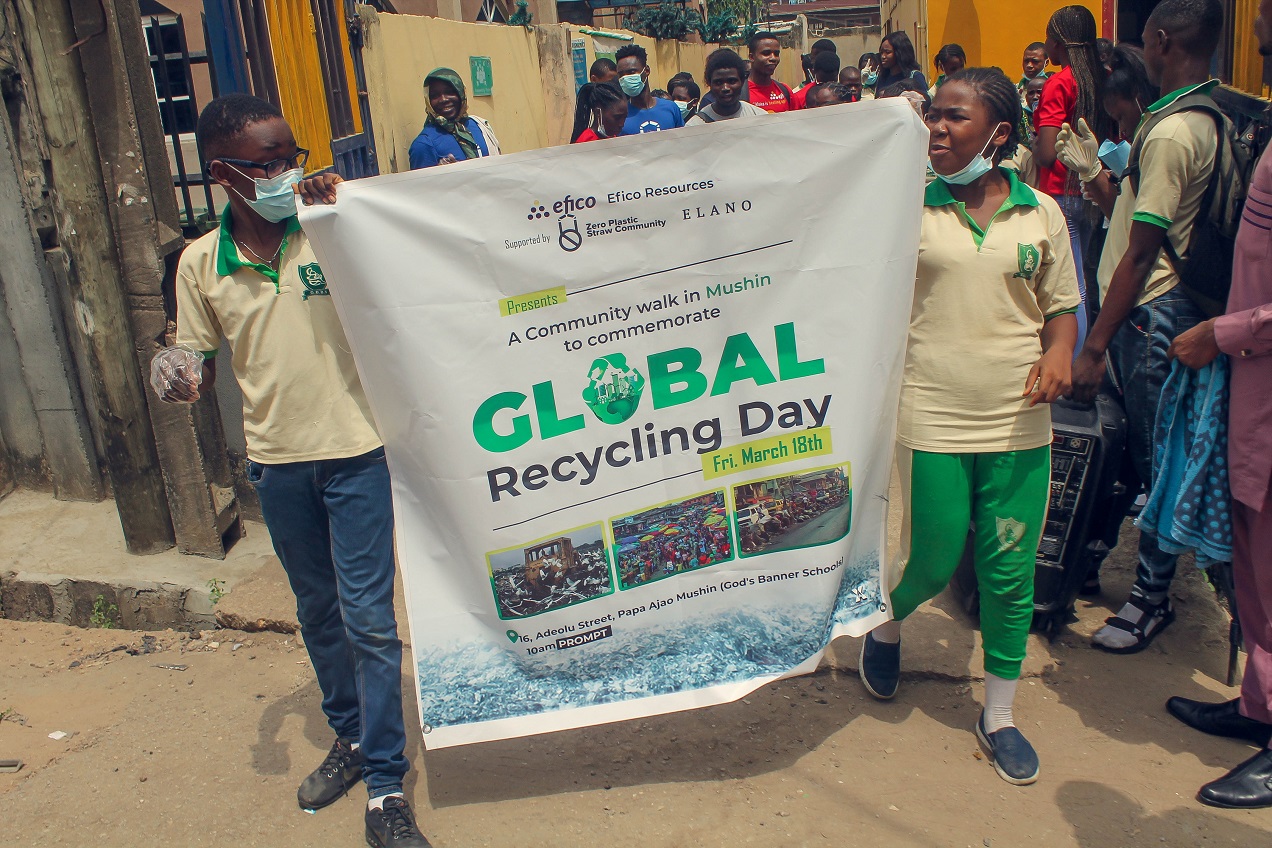 efico Efico Resources
Supported by Zero Plastic
Straw Community
ELANO
Presents
A Community walk in Mushin
to commemorate
GLOBAL
Recycling Day
Fri. March 18th
16, Adeolu Street, Papa Ajao Mushin (God's Banner Schools)
10am PROMPT